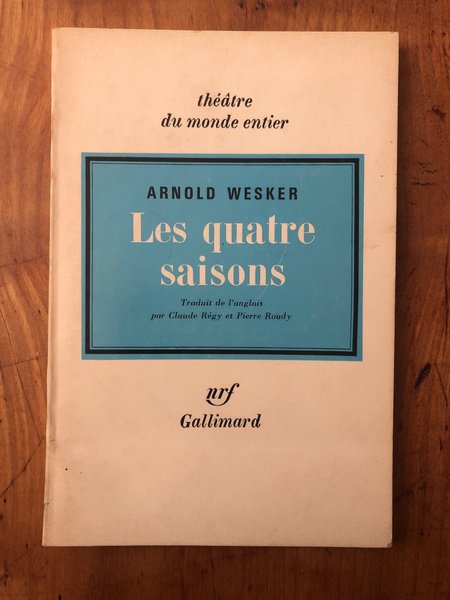 théâtre
du monde entier
ARNOLD WESKER
Les quatre
saisons
Traduit de l'anglais
par Claude Régy et Pierre Roudy
nrf
Gallimard